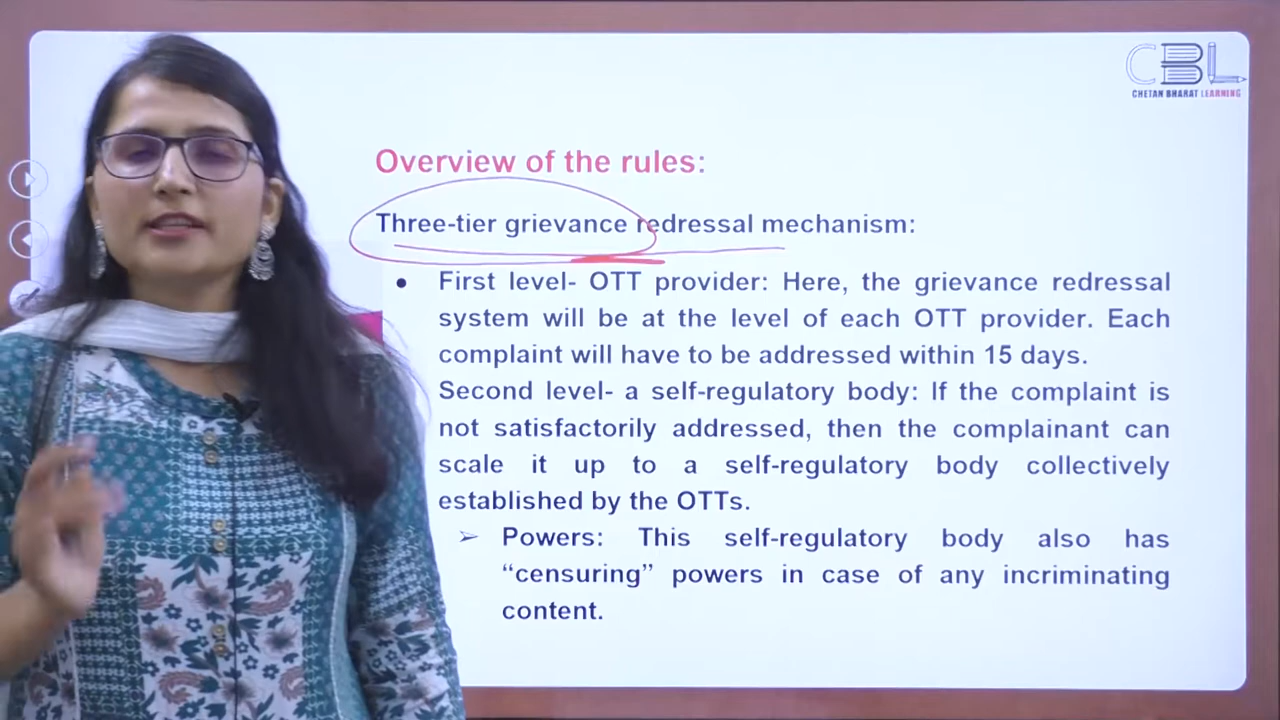 CBL
CHETAN BHARAT LEARNING
Overview of the rules:
Three-tier grievance redressal mechanism:
• First level- OTT provider: Here, the grievance redressal
system will be at the level of each OTT provider. Each
complaint will have to be addressed within 15 days.
Second level- a self-regulatory body: If the complaint is
not satisfactorily addressed, then the complainant can
scale it up to a self-regulatory body collectively
established by the OTTs.
➢ Powers: This self-regulatory body also has
“censuring” powers in case of any incriminating
content.